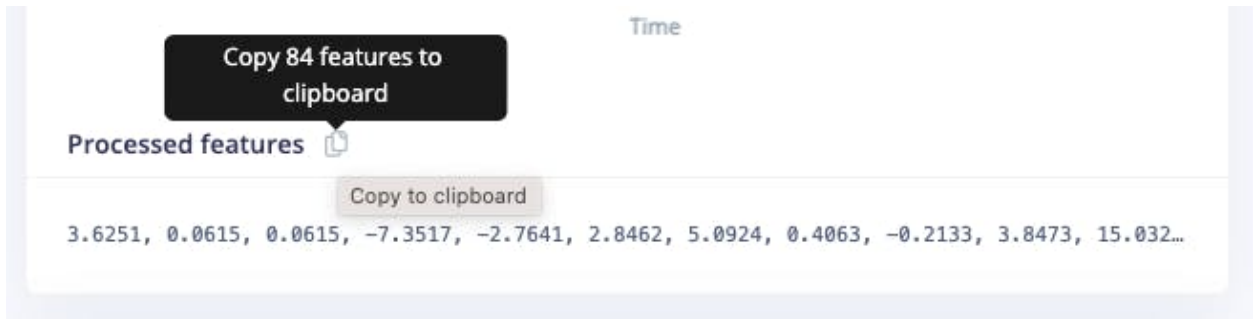 Time
Copy 84 features to
clipboard
Processed features
Copy to clipboard
3.6251, 0.0615, 0.0615, −7.3517, −2.7641, 2.8462, 5.0924, 0.4063, −0.2133, 3.8473, 15.032…